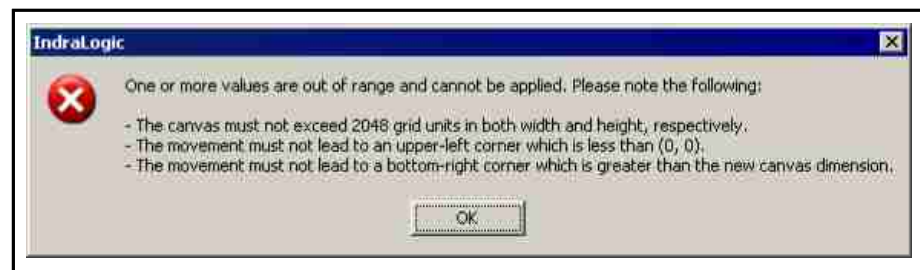 IndraLogic
One or more values are out of range and cannot be applied. Please note the following:
- The canvas must not exceed 2048 grid units in both width and height, respectively.
- The movement must not lead to an upper-left corner which is less than (0, 0).
- The movement must not lead to a bottom-right corner which is greater than the new canvas dimension.
OK